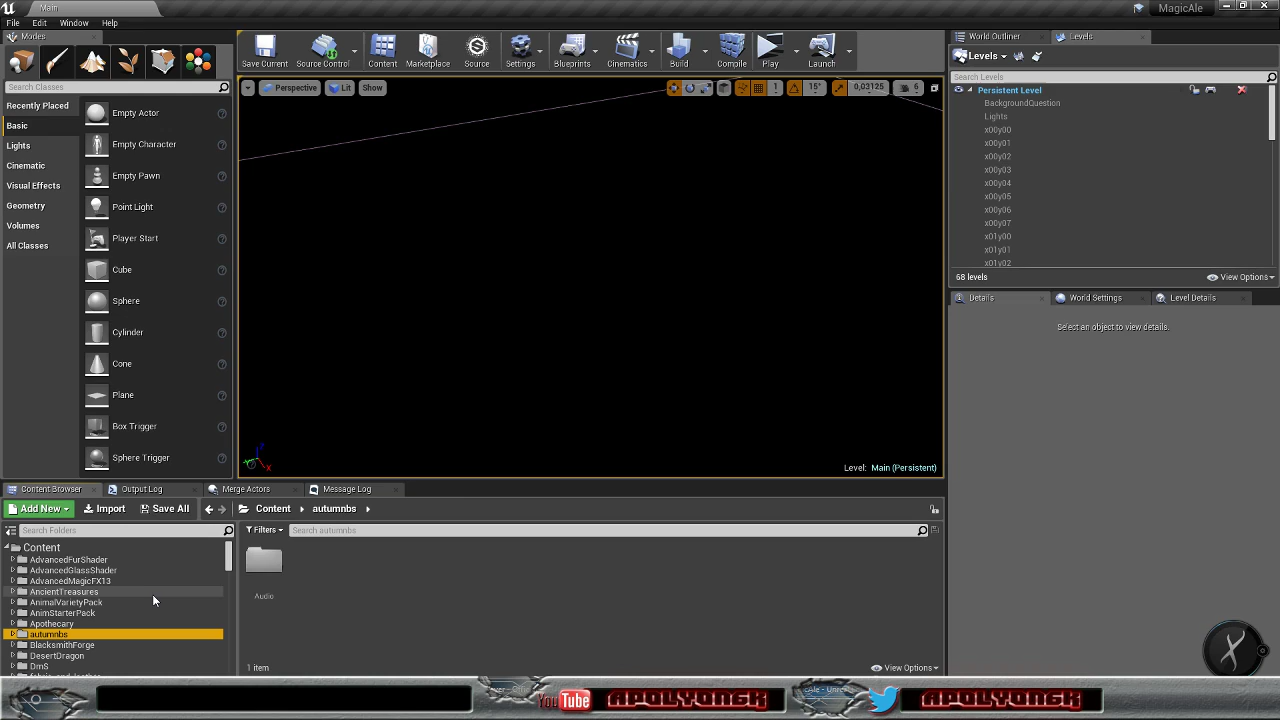 Main
MagicAle
File Edit Window Help
Modes
World Outliner
Levels
Save Current
Source Control
Content
Marketplace
Source
Settings
Blueprints
Cinematics
Build
Compile
Play
Launch
Levels
Search Classes
Search Levels
Perspective
Lit
Show
1
15°
0,03125
6
Persistent Level
BackgroundQuestion
Lights
x00y00
x00y01
x00y02
x00y03
x00y04
x00y05
x00y06
x00y07
x01y00
x01y01
x01y02
68 levels
View Options
Recently Placed
Basic
Lights
Cinematic
Visual Effects
Geometry
Volumes
All Classes
Empty Actor
Empty Character
Empty Pawn
Point Light
Player Start
Cube
Sphere
Cylinder
Cone
Plane
Box Trigger
Sphere Trigger
Details
World Settings
Level Details
Select an object to view details.
Level: Main (Persistent)
Content Browser
Output Log
Merge Actors
Message Log
Add New
Import
Save All
Content
autumnbs
Search Folders
Filters
Search autumnbs
Content
AdvancedFurShader
AdvancedGlassShader
AdvancedMagicFX13
AncientTreasures
AnimalVarietyPack
AnimStarterPack
Apothecary
autumnbs
BlacksmithForge
DesertDragon
DmS
Audio
1 item
View Options
YouTube
APOLYONGK
APOLYONGK